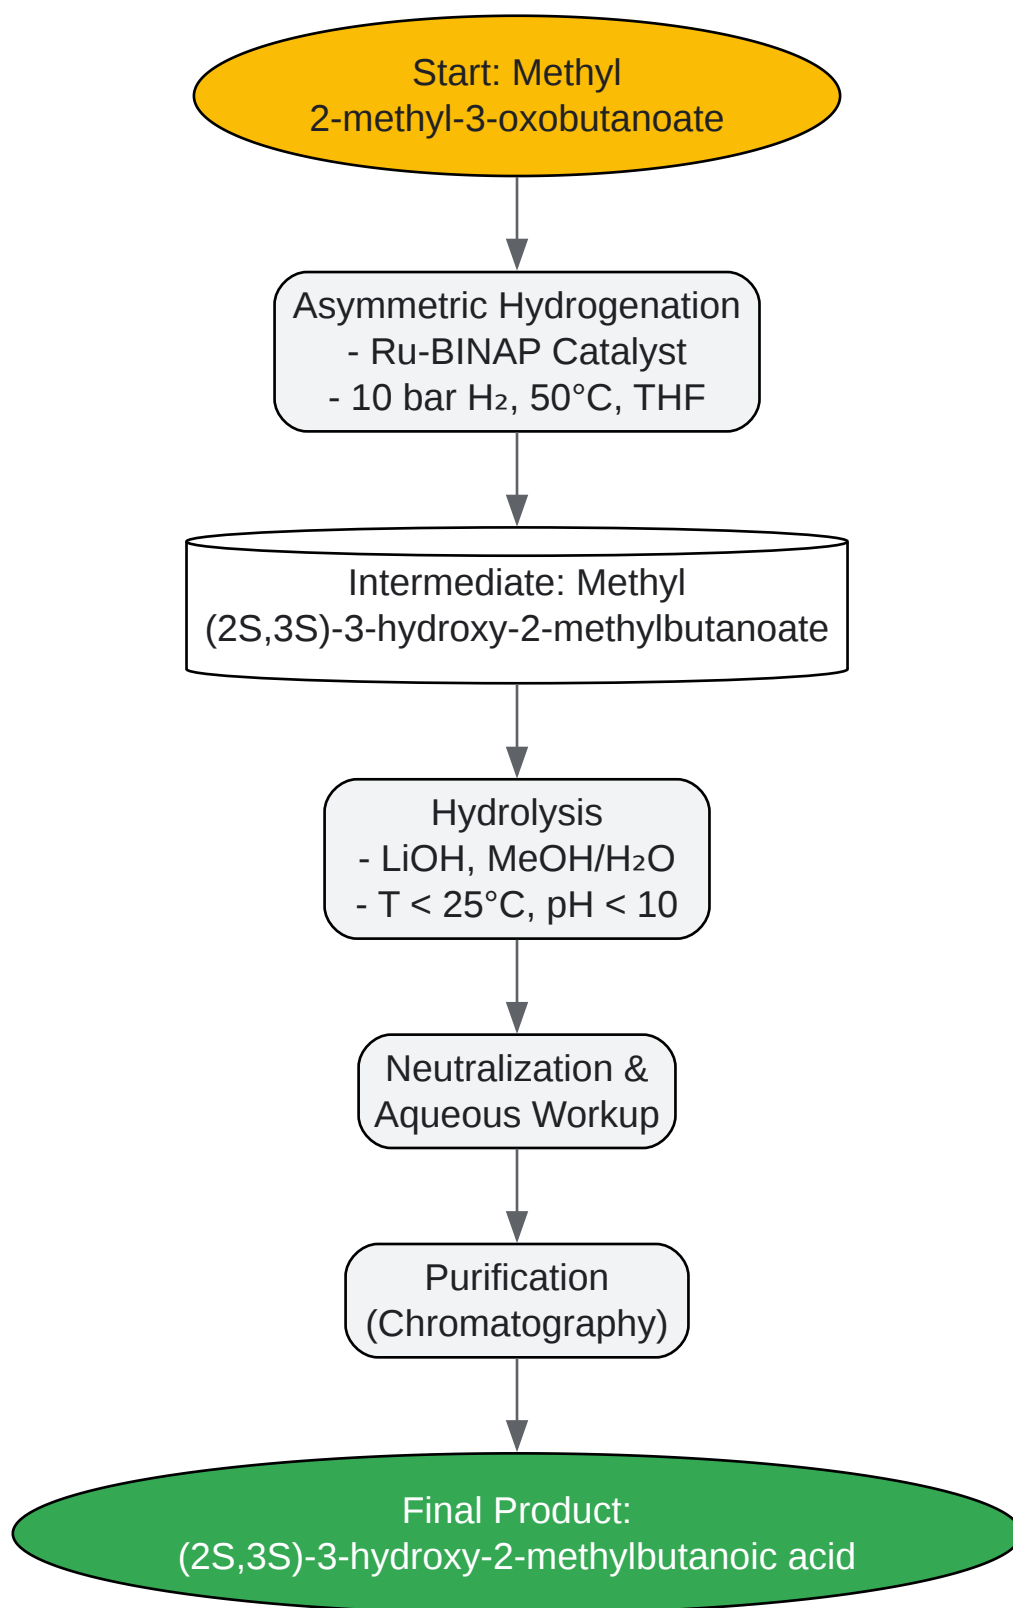 Start: Methyl
2-methyl-3-oxobutanoate
Asymmetric Hydrogenation
- Ru-BINAP Catalyst
- 10 bar H₂, 50°C, THF
Intermediate: Methyl
(2S,3S)-3-hydroxy-2-methylbutanoate
Hydrolysis
- LiOH, MeOH/H₂O
- T < 25°C, pH < 10
Neutralization &
Aqueous Workup
Purification
(Chromatography)
Final Product:
(2S,3S)-3-hydroxy-2-methylbutanoic acid